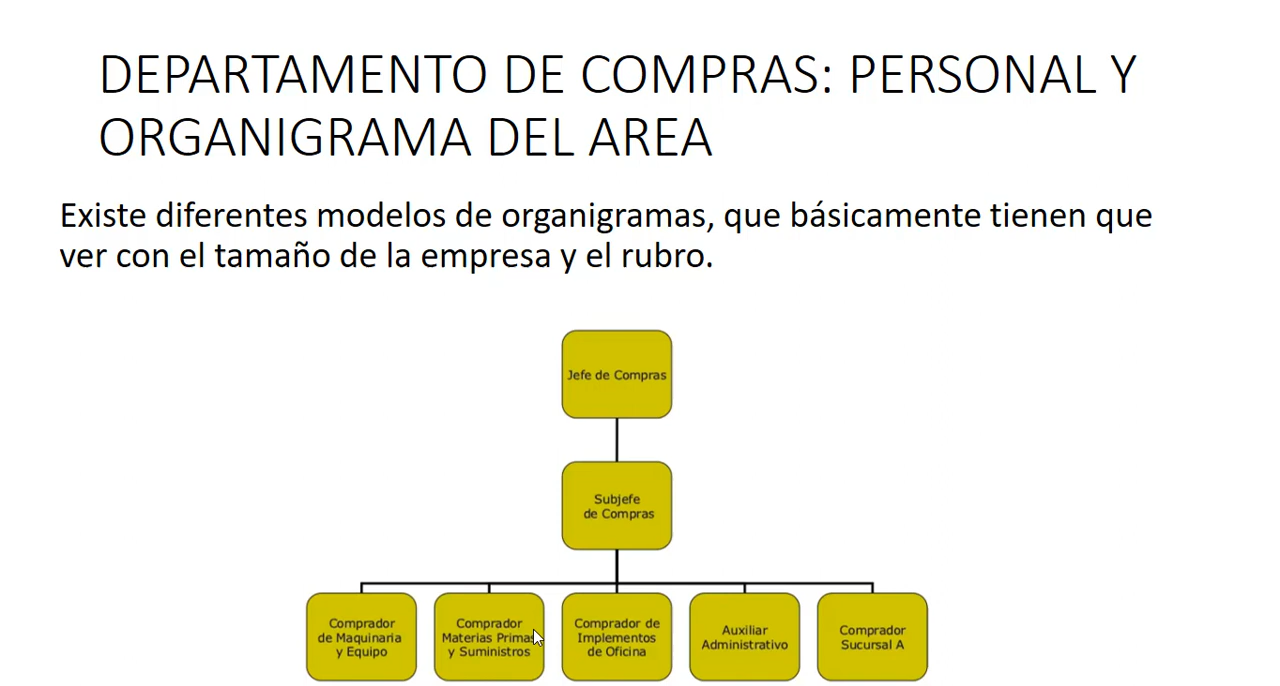 DEPARTAMENTO DE COMPRAS: PERSONAL Y
ORGANIGRAMA DEL AREA
Existe diferentes modelos de organigramas, que básicamente tienen que
ver con el tamaño de la empresa y el rubro.
Jefe de Compras
Subjefe
de Compras
Comprador
de Maquinaria
y Equipo
Comprador
Materias Primas
y Suministros
Comprador de
Implementos
de Oficina
Auxiliar
Administrativo
Comprador
Sucursal A